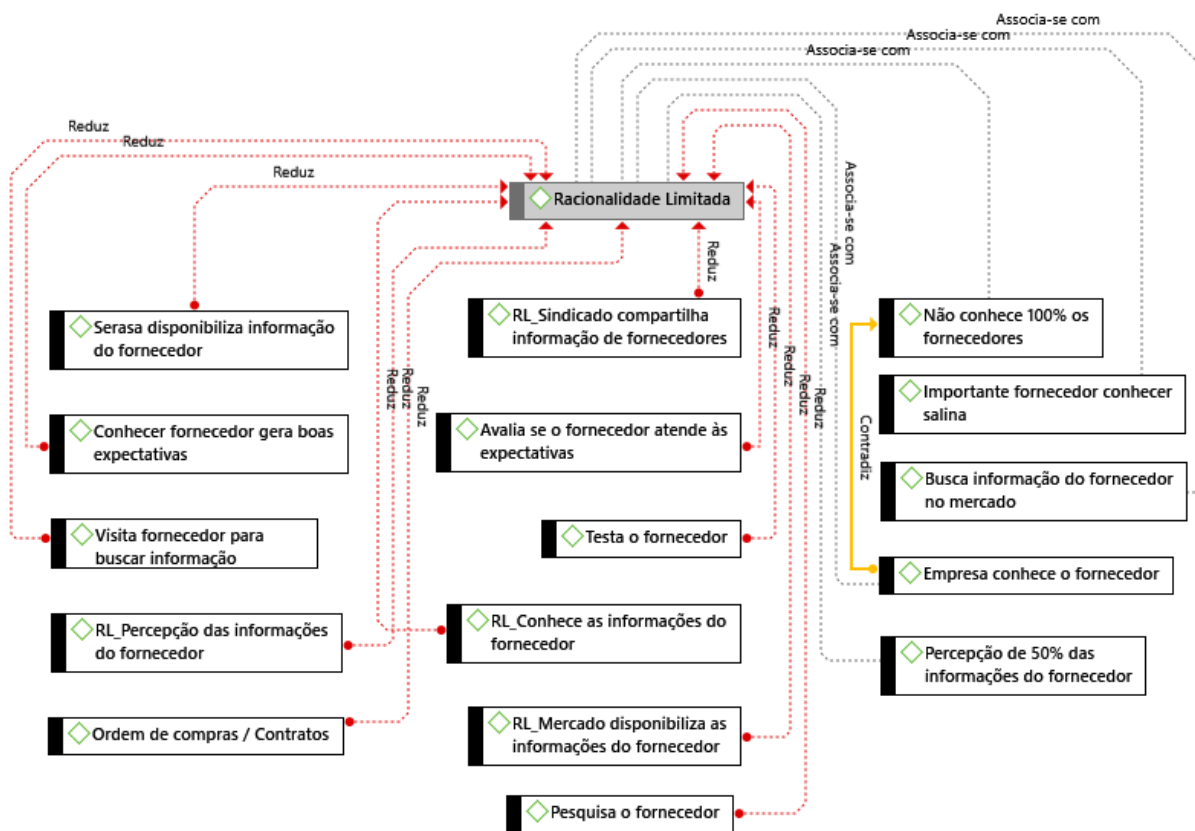 Associa-se com
Associa-se com
Associa-se com
Reduz
Reduz
Reduz
Racionalidade Limitada
Reduz
Associa-se com
Associa-se com
Serasa disponibiliza informação
do fornecedor
RL_Sindicado compartilha
informação de fornecedores
Não conhece 100% os
fornecedores
Reduz
Reduz
Reduz
Reduz
Reduz
Reduz
Reduz
Importante fornecedor conhecer
salina
Conhecer fornecedor gera boas
expectativas
Avalia se o fornecedor atende às
expectativas
Contradiz
Busca informação do fornecedor
no mercado
Visita fornecedor para
buscar informação
Testa o fornecedor
Empresa conhece o fornecedor
RL_Percepção das informações
do fornecedor
RL_Conhece as informações do
fornecedor
Percepção de 50% das
informações do fornecedor
Ordem de compras / Contratos
RL_Mercado disponibiliza as
informações do fornecedor
Pesquisa o fornecedor